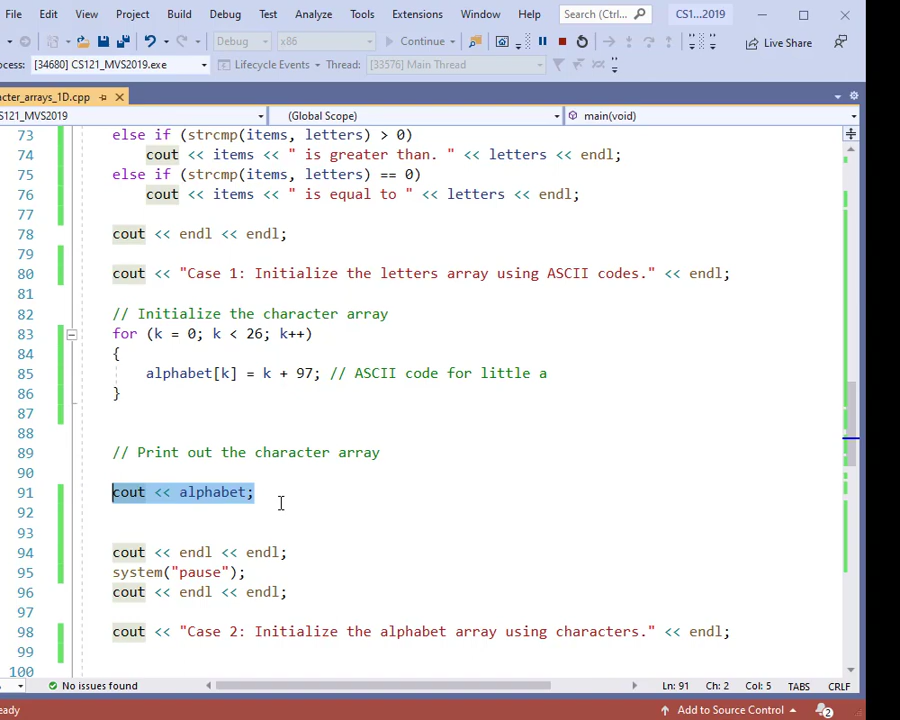 File Edit View Project Build Debug Test Analyze Tools Extensions Window Help Search (Ctrl... CS1...2019
Debug x86 Continue Live Share
ocess: [34680] CS121_MVS2019.exe Lifecycle Events Thread: [33576] Main Thread
cter_arrays_1D.cpp
S121_MVS2019 (Global Scope) main(void)
73 else if (strcmp(items, letters) > 0)
74 cout << items << " is greater than. " << letters << endl;
75 else if (strcmp(items, letters) == 0)
76 cout << items << " is equal to " << letters << endl;
77
78 cout << endl << endl;
79
80 cout << "Case 1: Initialize the letters array using ASCII codes." << endl;
81
82 // Initialize the character array
83 for (k = 0; k < 26; k++)
84 {
85 alphabet[k] = k + 97; // ASCII code for little a
86 }
87
88
89 // Print out the character array
90
91 cout << alphabet;
92
93
94 cout << endl << endl;
95 system("pause");
96 cout << endl << endl;
97
98 cout << "Case 2: Initialize the alphabet array using characters." << endl;
99
100
% No issues found Ln: 91 Ch: 2 Col: 5 TABS CRLF
eady Add to Source Control 2